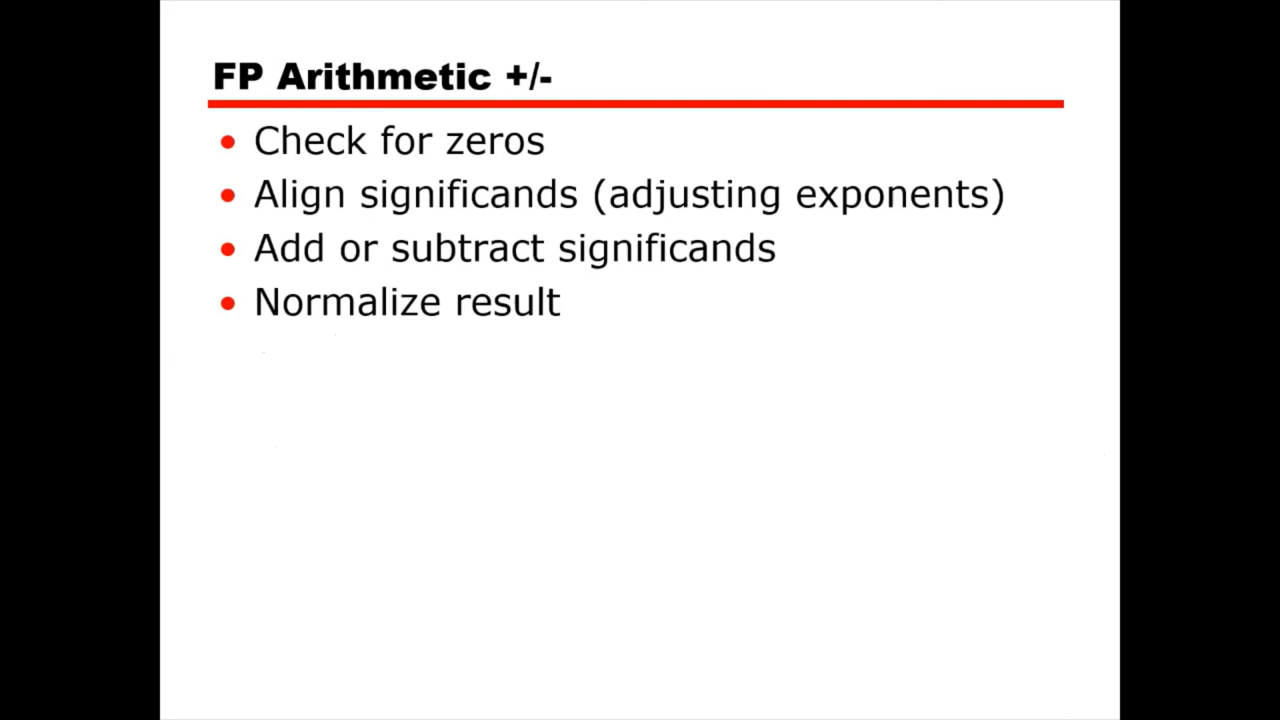 FP Arithmetic +/-
• Check for zeros
• Align significands (adjusting exponents)
• Add or subtract significands
• Normalize result